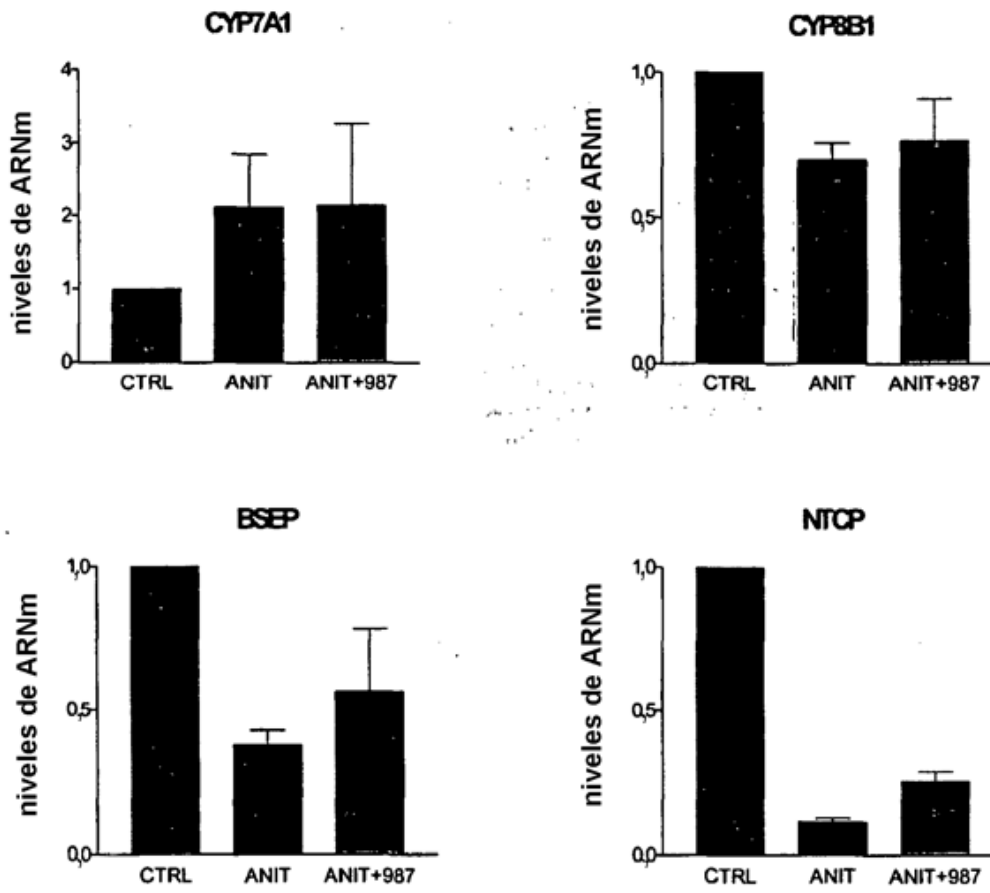 CYP7A1
niveles de ARNm
4
3
2
1
0
CTRL ANIT ANIT+987
CYP8B1
niveles de ARNm
1,0
0,5
0,0
CTRL ANIT ANIT+987
BSEP
niveles de ARNm
1,0
0,5
0,0
CTRL ANIT ANIT+987
NTCP
niveles de ARNm
1,0
0,5
0,0
CTRL ANIT ANIT+987